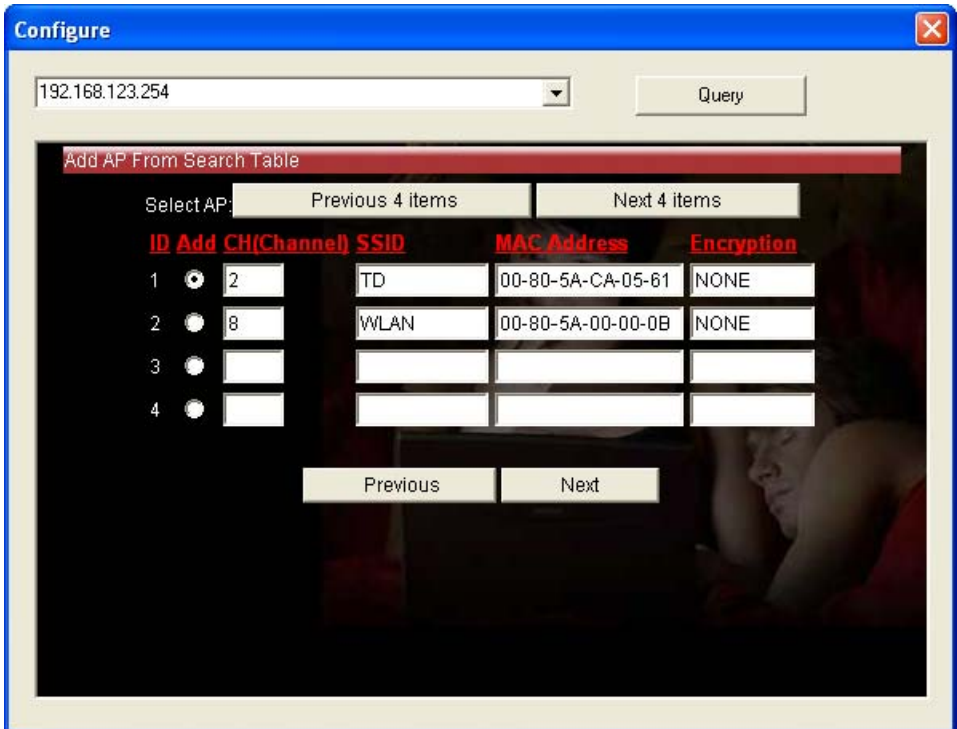 Configure
192.168.123.254 Query
Add AP From Search Table
Select AP: Previous 4 items Next 4 items
ID Add CH(Channel) SSID MAC Address Encryption
1 2 TD 00-80-5A-CA-05-61 NONE
2 8 WLAN 00-80-5A-00-00-0B NONE
3
4
Previous Next